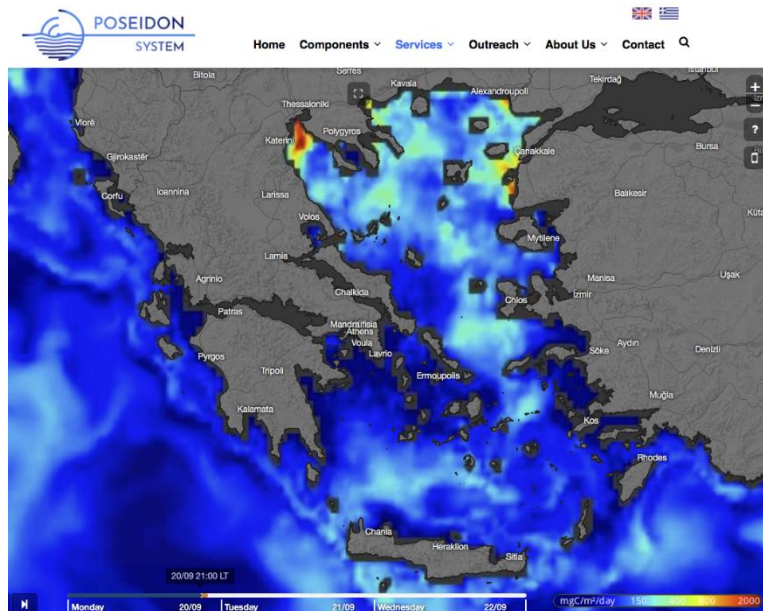 POSEIDON
SYSTEM
Home Components Services Outreach About Us Contact
Bitola
Serres
Kavala
Alexandroupoli
Tekirdağ
Istanbul
Thessaloniki
Vlorë
Katerini
Polygyros
Çanakkale
Bursa
Gjirokastër
Corfu
Ioannina
Larissa
Balıkesir
Volos
Mytilene
Lamia
Manisa
Uşak
Agrinio
Chalkida
Chios
İzmir
Patras
Mandra
Athens
Voula
Lavrio
Aydın
Denizli
Söke
Pyrgos
Tripoli
Ermoupolis
Muğla
Kalamata
Kos
Rhodes
Chania
Heraklion
Sitia
+
−
?
20/09 21:00 LT
Monday 20/09 Tuesday 21/09 Wednesday 22/09
mgC/m²/day 150 400 800 2000